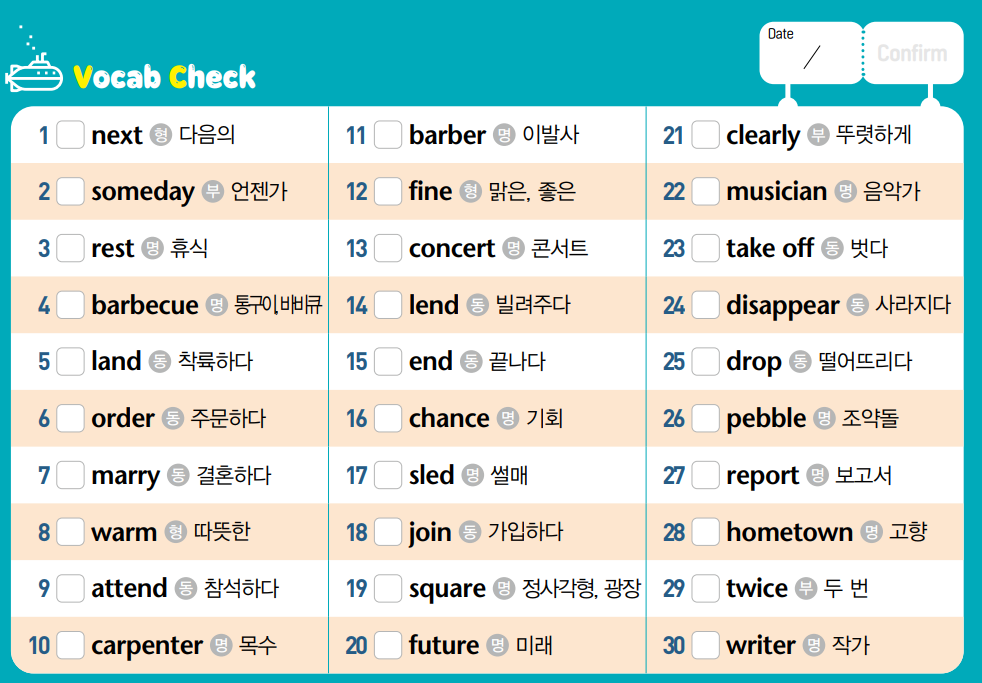 Vocab Check
Date
/
Confirm
1 next 형 다음의
2 someday 부 언젠가
3 rest 명 휴식
4 barbecue 명 통구이, 바비큐
5 land 동 착륙하다
6 order 동 주문하다
7 marry 동 결혼하다
8 warm 형 따뜻한
9 attend 동 참석하다
10 carpenter 명 목수
11 barber 명 이발사
12 fine 형 맑은, 좋은
13 concert 명 콘서트
14 lend 동 빌려주다
15 end 동 끝나다
16 chance 명 기회
17 sled 명 썰매
18 join 동 가입하다
19 square 명 정사각형, 광장
20 future 명 미래
21 clearly 부 뚜렷하게
22 musician 명 음악가
23 take off 동 벗다
24 disappear 동 사라지다
25 drop 동 떨어뜨리다
26 pebble 명 조약돌
27 report 명 보고서
28 hometown 명 고향
29 twice 부 두 번
30 writer 명 작가